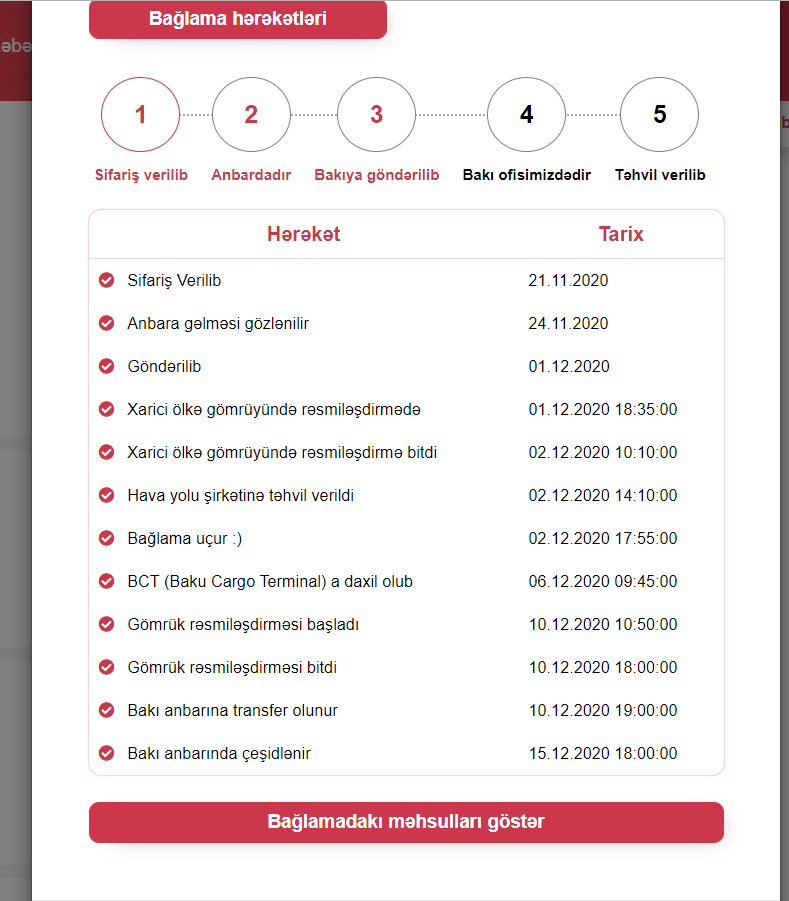 Bağlama hərəkətləri
1 2 3 4 5
Sifariş verilib Anbardadır Bakıya göndərilib Bakı ofisimizdədir Təhvil verilib
Hərəkət Tarix
Sifariş Verilib 21.11.2020
Anbara gəlməsi gözlənilir 24.11.2020
Göndərilib 01.12.2020
Xarici ölkə gömrüyündə rəsmiləşdirmədə 01.12.2020 18:35:00
Xarici ölkə gömrüyündə rəsmiləşdirmə bitdi 02.12.2020 10:10:00
Hava yolu şirkətinə təhvil verildi 02.12.2020 14:10:00
Bağlama uçur :) 02.12.2020 17:55:00
BCT (Baku Cargo Terminal) a daxil olub 06.12.2020 09:45:00
Gömrük rəsmiləşdirməsi başladı 10.12.2020 10:50:00
Gömrük rəsmiləşdirməsi bitdi 10.12.2020 18:00:00
Bakı anbarına transfer olunur 10.12.2020 19:00:00
Bakı anbarında çeşidlənir 15.12.2020 18:00:00
Bağlamadakı məhsulları göstər